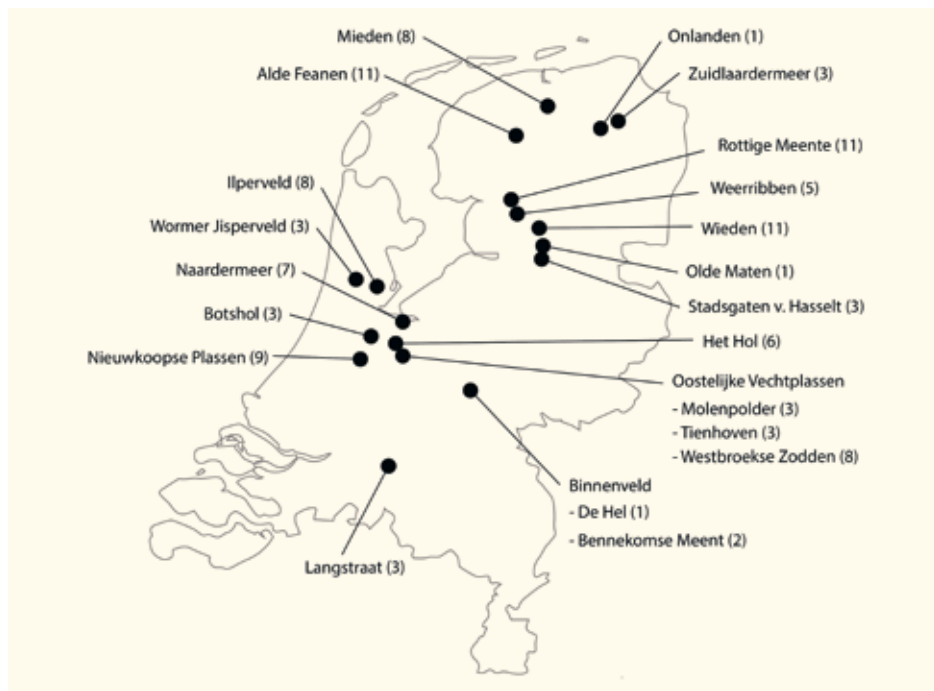 Mieden (8)
Onlanden (1)
Alde Feanen (11)
Zuidlaardermeer (3)
Rottige Meente (11)
Ilperveld (8)
Weerribben (5)
Wormer Jisperveld (3)
Wieden (11)
Naardermeer (7)
Olde Maten (1)
Botshol (3)
Stadsgaten v. Hasselt (3)
Nieuwkoopse Plassen (9)
Het Hol (6)
Oostelijke Vechtplassen
- Molenpolder (3)
- Tienhoven (3)
- Westbroekse Zodden (8)
Binnenveld
- De Hel (1)
- Bennekomse Meent (2)
Langstraat (3)